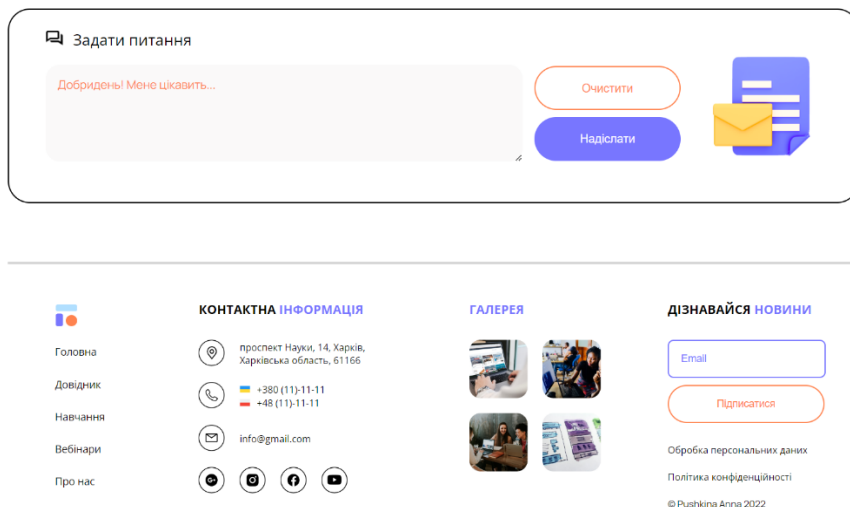 Задати питання
Добридень! Мене цікавить...
Очистити
Надіслати
Головна
Довідник
Навчання
Вебінари
Про нас
КОНТАКТНА ІНФОРМАЦІЯ
проспект Науки, 14, Харків,
Харківська область, 61166
+380 (11)-11-11
+48 (11)-11-11
info@gmail.com
ГАЛЕРЕЯ
ДІЗНАВАЙСЯ НОВИНИ
Email
Підписатися
Обробка персональних даних
Політика конфіденційності
© Pushkina Anna 2022